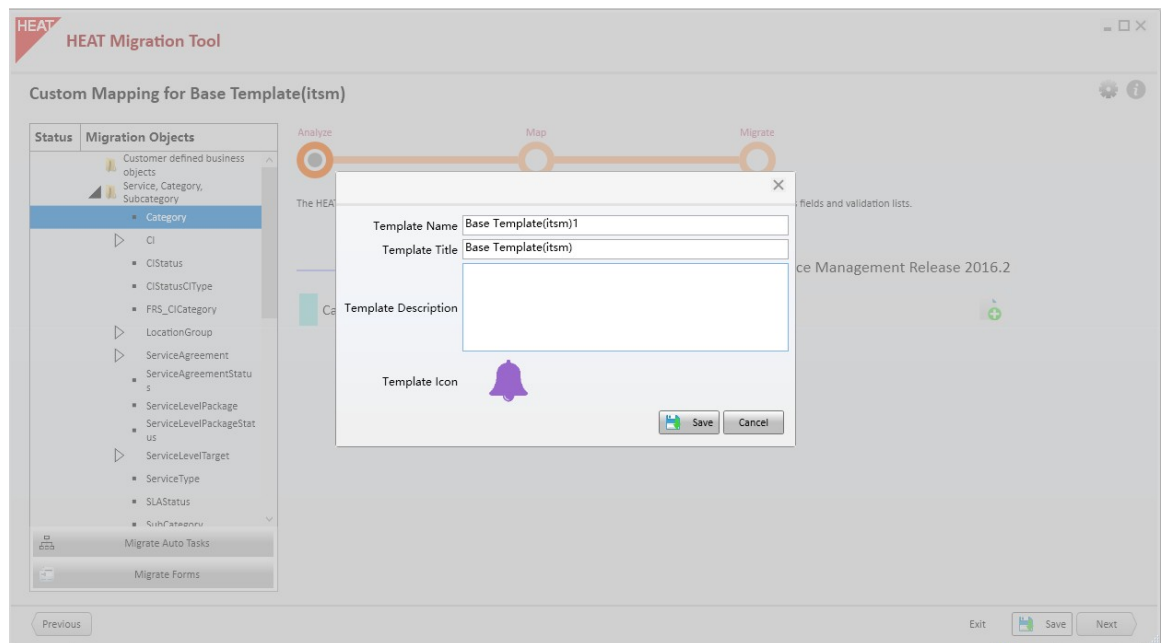 HEAT
HEAT Migration Tool
Custom Mapping for Base Template(itsm)
Status Migration Objects
Customer defined business
objects
Service, Category,
Subcategory
Category
CI
CIStatus
CIStatusCIType
FRS_CICategory
LocationGroup
ServiceAgreement
ServiceAgreementStatu
s
ServiceLevelPackage
ServiceLevelPackageStat
us
ServiceLevelTarget
ServiceType
SLAStatus
SubCategory
Migrate Auto Tasks
Migrate Forms
Analyze Map Migrate
The HEA
fields and validation lists.
ce Management Release 2016.2
Ca
Template Name Base Template(itsm)1
Template Title Base Template(itsm)
Template Description
Template Icon
Save Cancel
Previous Exit Save Next